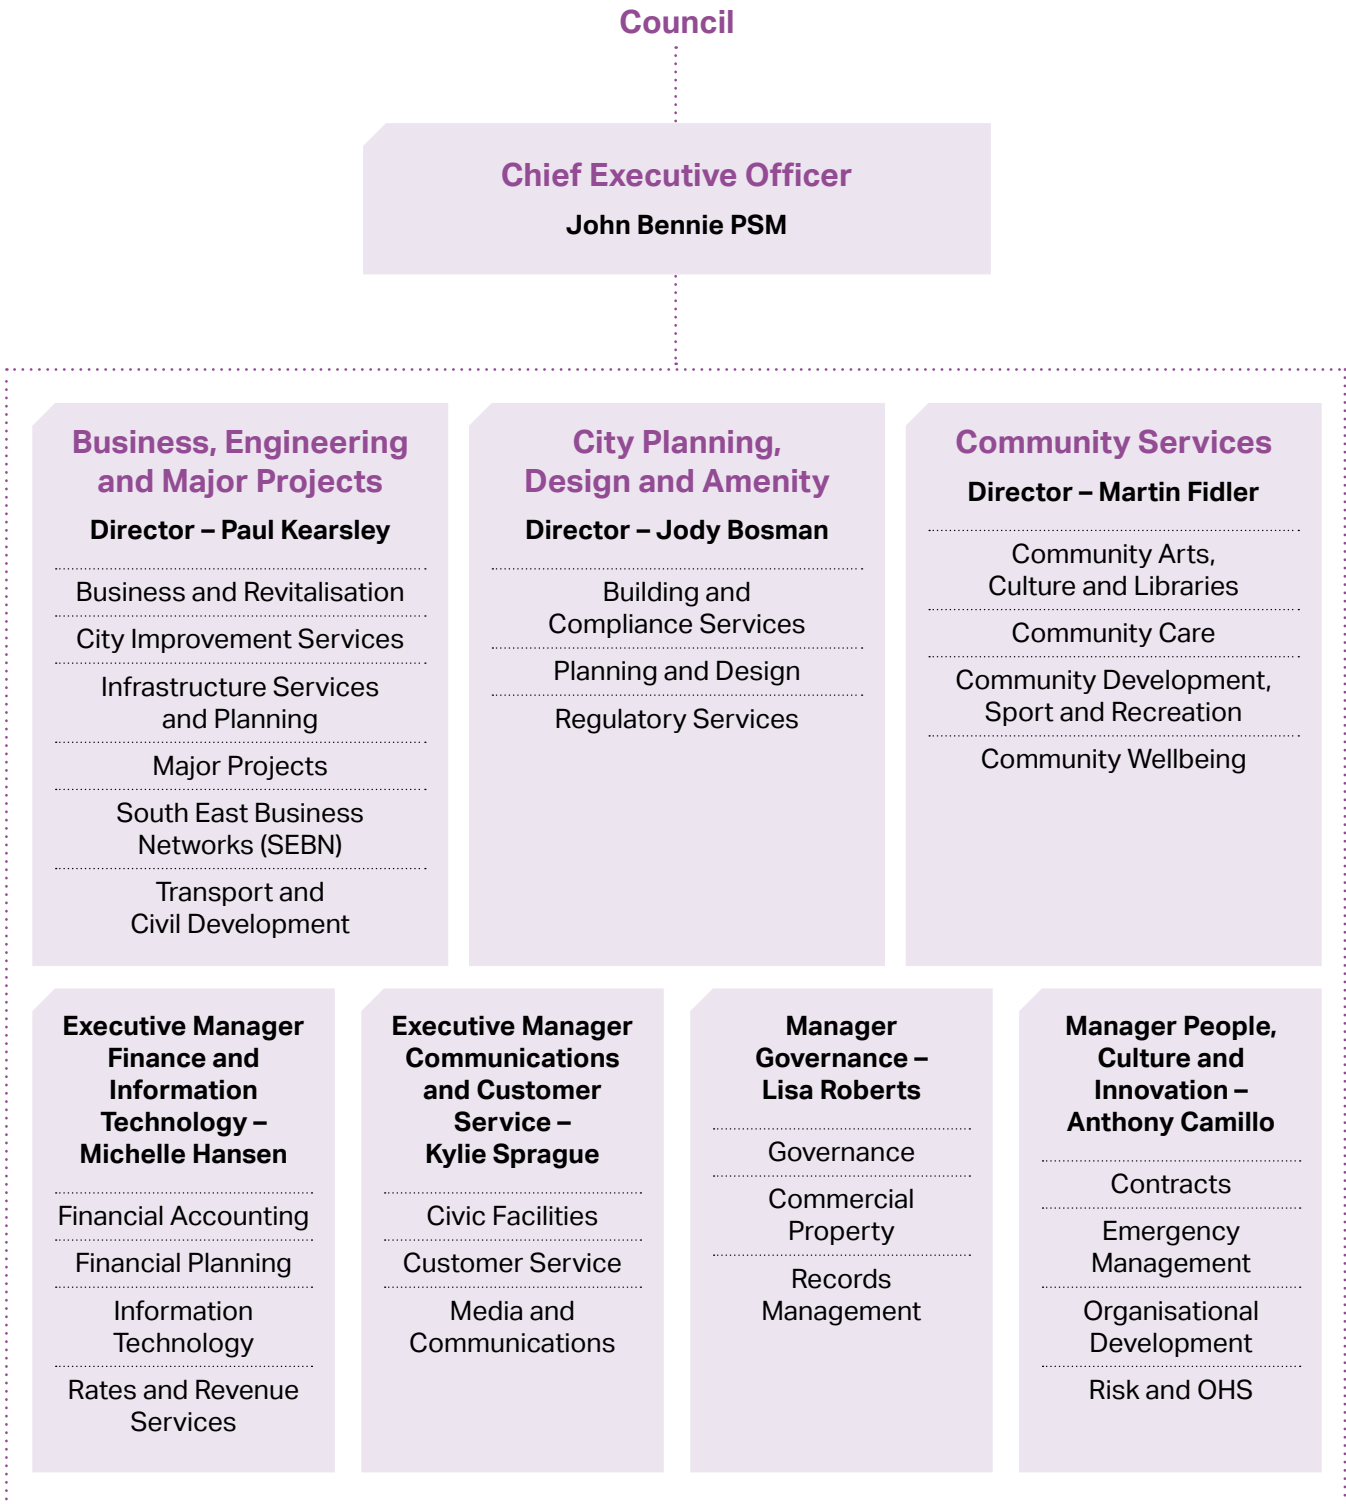 Council
Chief Executive Officer
John Bennie PSM
Business, Engineering
and Major Projects
Director – Paul Kearsley
Business and Revitalisation
City Improvement Services
Infrastructure Services
and Planning
Major Projects
South East Business
Networks (SEBN)
Transport and
Civil Development
City Planning,
Design and Amenity
Director – Jody Bosman
Building and
Compliance Services
Planning and Design
Regulatory Services
Community Services
Director – Martin Fidler
Community Arts,
Culture and Libraries
Community Care
Community Development,
Sport and Recreation
Community Wellbeing
Executive Manager
Finance and
Information
Technology –
Michelle Hansen
Financial Accounting
Financial Planning
Information
Technology
Rates and Revenue
Services
Executive Manager
Communications
and Customer
Service –
Kylie Sprague
Civic Facilities
Customer Service
Media and
Communications
Manager
Governance –
Lisa Roberts
Governance
Commercial
Property
Records
Management
Manager People,
Culture and
Innovation –
Anthony Camillo
Contracts
Emergency
Management
Organisational
Development
Risk and OHS